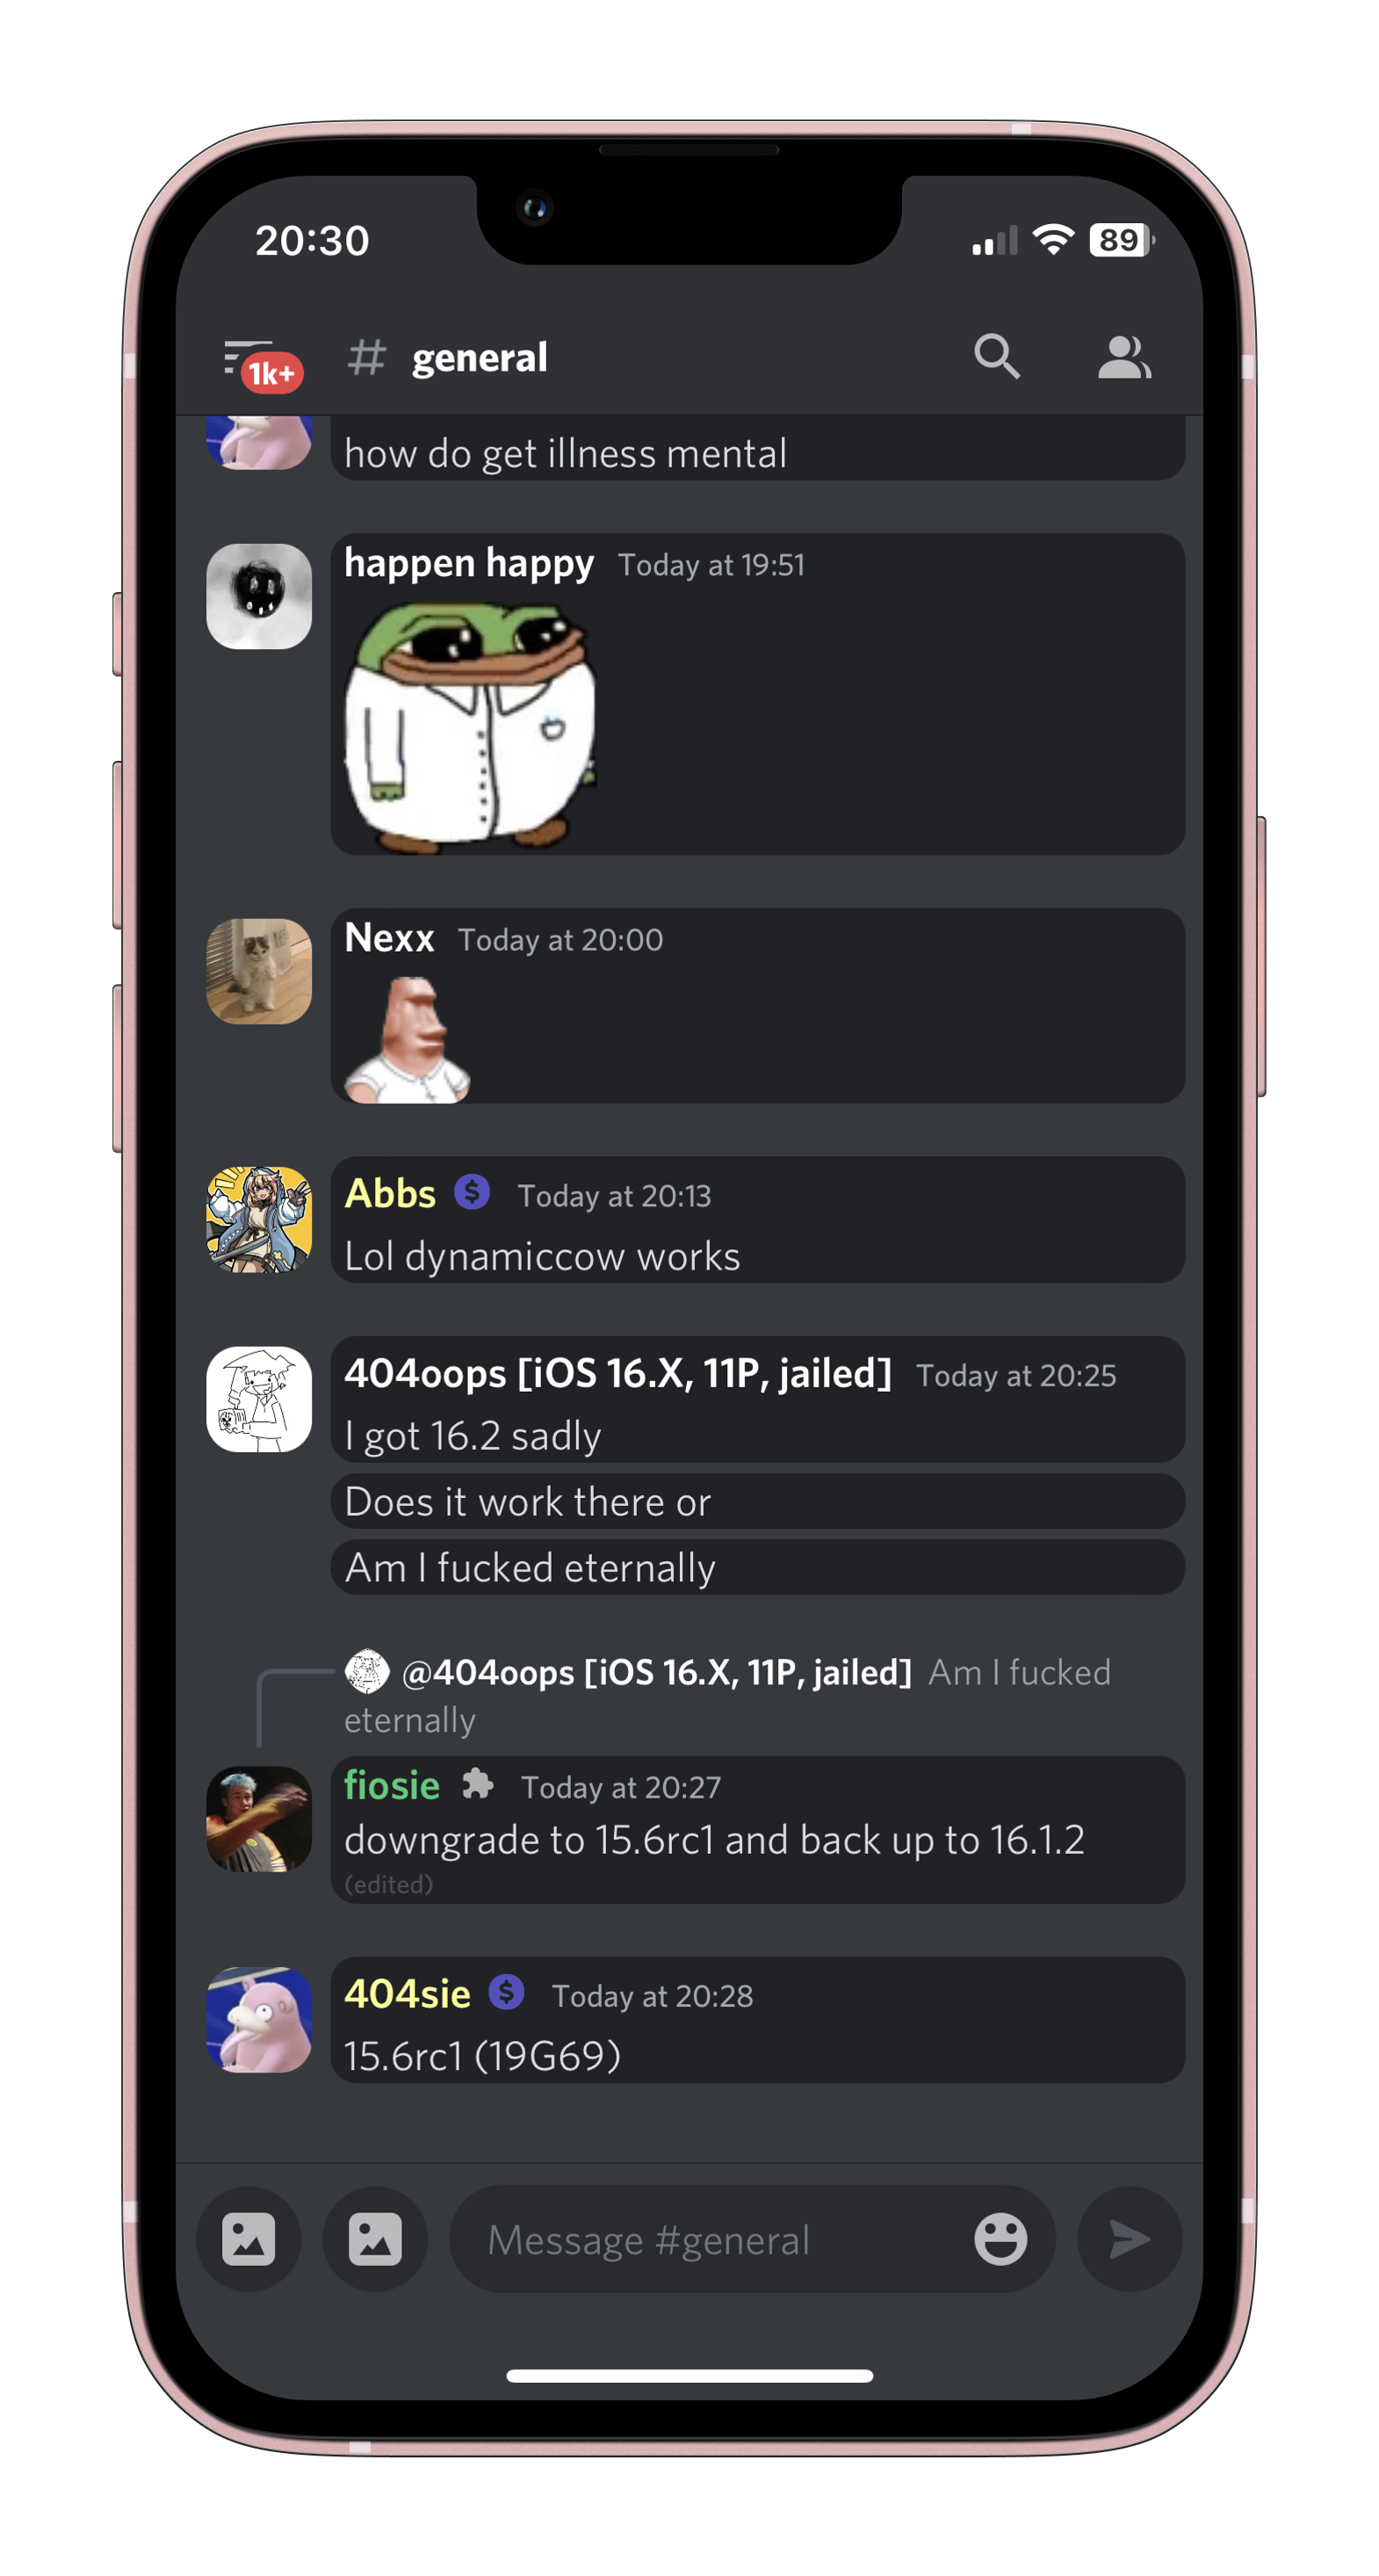 20:30
89
1k+
# general
how do get illness mental
happen happy Today at 19:51
Nexx Today at 20:00
Abbs $ Today at 20:13
Lol dynamiccow works
404oops [iOS 16.X, 11P, jailed] Today at 20:25
I got 16.2 sadly
Does it work there or
Am I fucked eternally
@404oops [iOS 16.X, 11P, jailed] Am I fucked
eternally
fiosie Today at 20:27
downgrade to 15.6rc1 and back up to 16.1.2
(edited)
404sie $ Today at 20:28
15.6rc1 (19G69)
Message #general